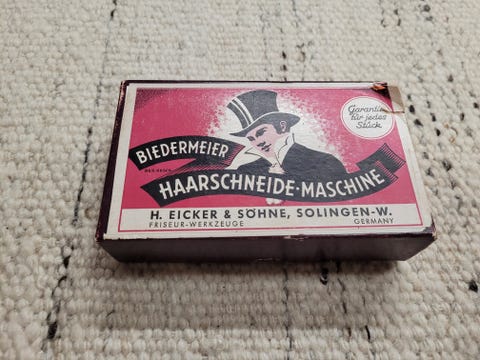 Garantie
für jedes
Stück
BIEDERMEIER
HAARSCHNEIDE-MASCHINE
H. EICKER & SÖHNE, SOLINGEN-W.
FRISEUR-WERKZEUGE GERMANY